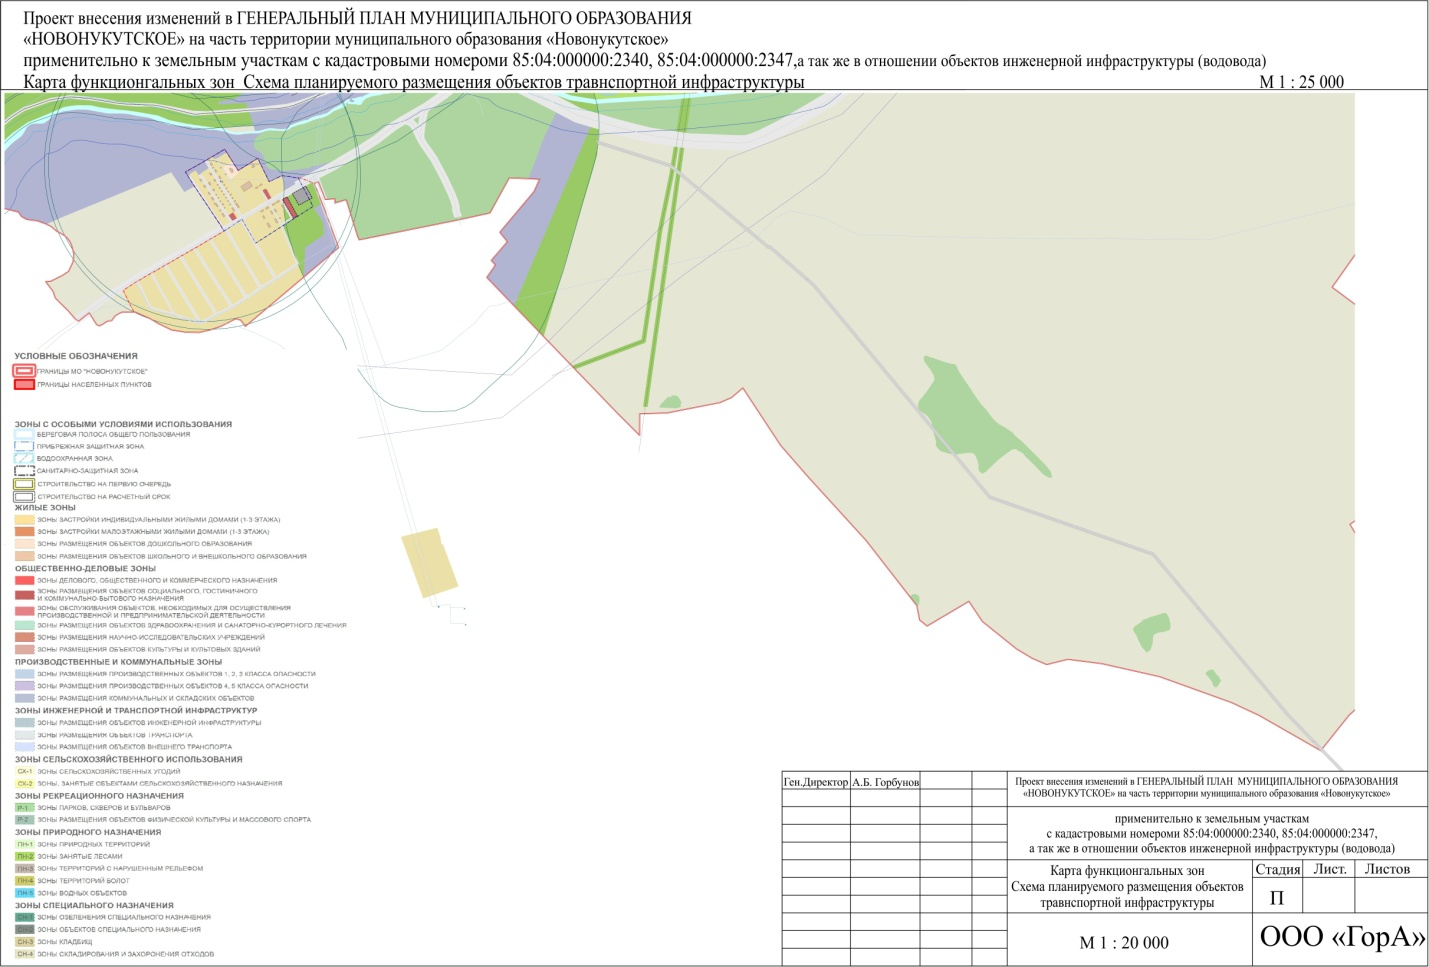 Проект внесения изменений в ГЕНЕРАЛЬНЫЙ ПЛАН МУНИЦИПАЛЬНОГО ОБРАЗОВАНИЯ
«НОВОНУКУТСКОЕ» на часть территории муниципального образования «Новонукутское»
применительно к земельным участкам с кадастровыми номероми 85:04:000000:2340, 85:04:000000:2347,а так же в отношении объектов инженерной инфраструктуры (водовода)
Карта функциогнальных зон Схема планируемого размещения объектов травнспортной инфраструктуры
М 1 : 25 000
УСЛОВНЫЕ ОБОЗНАЧЕНИЯ
ГРАНИЦЫ МО "НОВОНУКУТСКОЕ"
ГРАНИЦЫ НАСЕЛЕННЫХ ПУНКТОВ
ЗОНЫ С ОСОБЫМИ УСЛОВИЯМИ ИСПОЛЬЗОВАНИЯ
БЕРЕГОВАЯ ПОЛОСА ОБЩЕГО ПОЛЬЗОВАНИЯ
ПРИБРЕЖНАЯ ЗАЩИТНАЯ ЗОНА
ВОДООХРАННАЯ ЗОНА
САНИТАРНО-ЗАЩИТНАЯ ЗОНА
СТРОИТЕЛЬСТВО НА ПЕРВУЮ ОЧЕРЕДЬ
СТРОИТЕЛЬСТВО НА РАСЧЕТНЫЙ СРОК
ЖИЛЫЕ ЗОНЫ
ЗОНЫ ЗАСТРОЙКИ ИНДИВИДУАЛЬНЫМИ ЖИЛЫМИ ДОМАМИ (1-3 ЭТАЖА)
ЗОНЫ ЗАСТРОЙКИ МАЛОЭТАЖНЫМИ ЖИЛЫМИ ДОМАМИ (1-3 ЭТАЖА)
ЗОНЫ РАЗМЕЩЕНИЯ ОБЪЕКТОВ ДОШКОЛЬНОГО ОБРАЗОВАНИЯ
ЗОНЫ РАЗМЕЩЕНИЯ ОБЪЕКТОВ ШКОЛЬНОГО И ВНЕШКОЛЬНОГО ОБРАЗОВАНИЯ
ОБЩЕСТВЕННО-ДЕЛОВЫЕ ЗОНЫ
ЗОНЫ ДЕЛОВОГО, ОБЩЕСТВЕННОГО И КОММЕРЧЕСКОГО НАЗНАЧЕНИЯ
ЗОНЫ РАЗМЕЩЕНИЯ ОБЪЕКТОВ СОЦИАЛЬНОГО, ГОСТИНИЧНОГО
И КОММУНАЛЬНО-БЫТОВОГО НАЗНАЧЕНИЯ
ЗОНЫ ОБСЛУЖИВАНИЯ ОБЪЕКТОВ, НЕОБХОДИМЫХ ДЛЯ ОСУЩЕСТВЛЕНИЯ
ПРОИЗВОДСТВЕННОЙ И ПРЕДПРИНИМАТЕЛЬСКОЙ ДЕЯТЕЛЬНОСТИ
ЗОНЫ РАЗМЕЩЕНИЯ ОБЪЕКТОВ ЗДРАВООХРАНЕНИЯ И САНАТОРНО-КУРОРТНОГО ЛЕЧЕНИЯ
ЗОНЫ РАЗМЕЩЕНИЯ НАУЧНО-ИССЛЕДОВАТЕЛЬСКИХ УЧРЕЖДЕНИЙ
ЗОНЫ РАЗМЕЩЕНИЯ ОБЪЕКТОВ КУЛЬТУРЫ И КУЛЬТОВЫХ ЗДАНИЙ
ПРОИЗВОДСТВЕННЫЕ И КОММУНАЛЬНЫЕ ЗОНЫ
ЗОНЫ РАЗМЕЩЕНИЯ ПРОИЗВОДСТВЕННЫХ ОБЪЕКТОВ 1, 2, 3 КЛАССА ОПАСНОСТИ
ЗОНЫ РАЗМЕЩЕНИЯ ПРОИЗВОДСТВЕННЫХ ОБЪЕКТОВ 4, 5 КЛАССА ОПАСНОСТИ
ЗОНЫ РАЗМЕЩЕНИЯ КОММУНАЛЬНЫХ И СКЛАДСКИХ ОБЪЕКТОВ
ЗОНЫ ИНЖЕНЕРНОЙ И ТРАНСПОРТНОЙ ИНФРАСТРУКТУР
ЗОНЫ РАЗМЕЩЕНИЯ ОБЪЕКТОВ ИНЖЕНЕРНОЙ ИНФРАСТРУКТУРЫ
ЗОНЫ РАЗМЕЩЕНИЯ ОБЪЕКТОВ ТРАНСПОРТА
ЗОНЫ РАЗМЕЩЕНИЯ ОБЪЕКТОВ ВНЕШНЕГО ТРАНСПОРТА
ЗОНЫ СЕЛЬСКОХОЗЯЙСТВЕННОГО ИСПОЛЬЗОВАНИЯ
СХ-1 ЗОНЫ СЕЛЬСКОХОЗЯЙСТВЕННЫХ УГОДИЙ
СХ-2 ЗОНЫ, ЗАНЯТЫЕ ОБЪЕКТАМИ СЕЛЬСКОХОЗЯЙСТВЕННОГО НАЗНАЧЕНИЯ
ЗОНЫ РЕКРЕАЦИОННОГО НАЗНАЧЕНИЯ
Р-1 ЗОНЫ ПАРКОВ, СКВЕРОВ И БУЛЬВАРОВ
Р-2 ЗОНЫ РАЗМЕЩЕНИЯ ОБЪЕКТОВ ФИЗИЧЕСКОЙ КУЛЬТУРЫ И МАССОВОГО СПОРТА
ЗОНЫ ПРИРОДНОГО НАЗНАЧЕНИЯ
ПН-1 ЗОНЫ ПРИРОДНЫХ ТЕРРИТОРИЙ
ПН-2 ЗОНЫ ЗАНЯТЫЕ ЛЕСАМИ
ПН-3 ЗОНЫ ТЕРРИТОРИЙ С НАРУШЕННЫМ РЕЛЬЕФОМ
ПН-4 ЗОНЫ ТЕРРИТОРИЙ БОЛОТ
ПН-5 ЗОНЫ ВОДНЫХ ОБЪЕКТОВ
ЗОНЫ СПЕЦИАЛЬНОГО НАЗНАЧЕНИЯ
СН-1 ЗОНЫ ОЗЕЛЕНЕНИЯ СПЕЦИАЛЬНОГО НАЗНАЧЕНИЯ
СН-2 ЗОНЫ ОБЪЕКТОВ СПЕЦИАЛЬНОГО НАЗНАЧЕНИЯ
СН-3 ЗОНЫ КЛАДБИЩ
СН-4 ЗОНЫ СКЛАДИРОВАНИЯ И ЗАХОРОНЕНИЯ ОТХОДОВ
Ген.Директор А.Б. Горбунов
Проект внесения изменений в ГЕНЕРАЛЬНЫЙ ПЛАН МУНИЦИПАЛЬНОГО ОБРАЗОВАНИЯ
«НОВОНУКУТСКОЕ» на часть территории муниципального образования «Новонукутское»
применительно к земельным участкам
с кадастровыми номероми 85:04:000000:2340, 85:04:000000:2347,
а так же в отношении объектов инженерной инфраструктуры (водовода)
Карта функциогнальных зон
Схема планируемого размещения объектов
травнспортной инфраструктуры
Стадия Лист. Листов
П
М 1 : 20 000
ООО «ГорА»